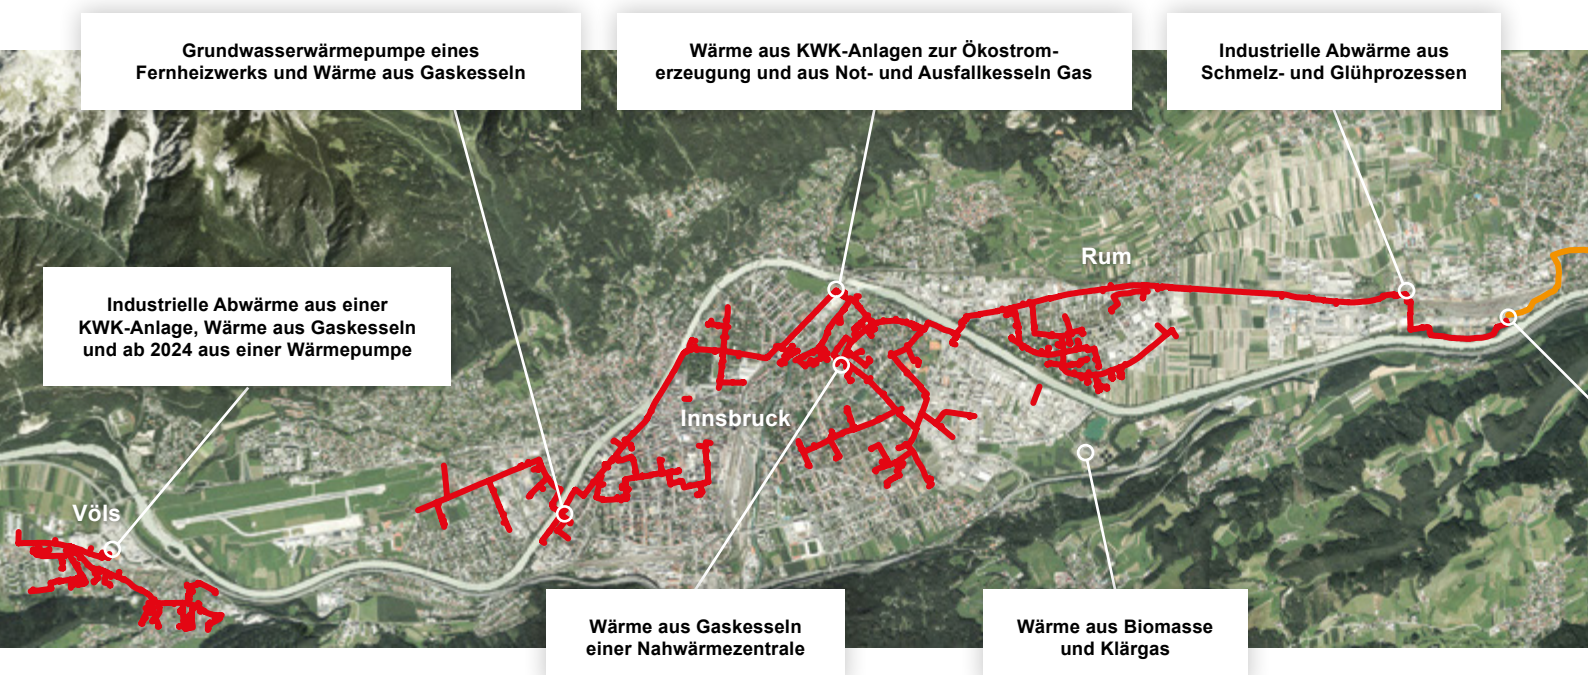 Grundwasserwärmepumpe eines
Fernheizwerks und Wärme aus Gaskesseln
Wärme aus KWK-Anlagen zur Ökostrom-
erzeugung und aus Not- und Ausfallkesseln Gas
Industrielle Abwärme aus
Schmelz- und Glühprozessen
Rum
Industrielle Abwärme aus einer
KWK-Anlage, Wärme aus Gaskesseln
und ab 2024 aus einer Wärmepumpe
Innsbruck
Völs
Wärme aus Gaskesseln
einer Nahwärmezentrale
Wärme aus Biomasse
und Klärgas